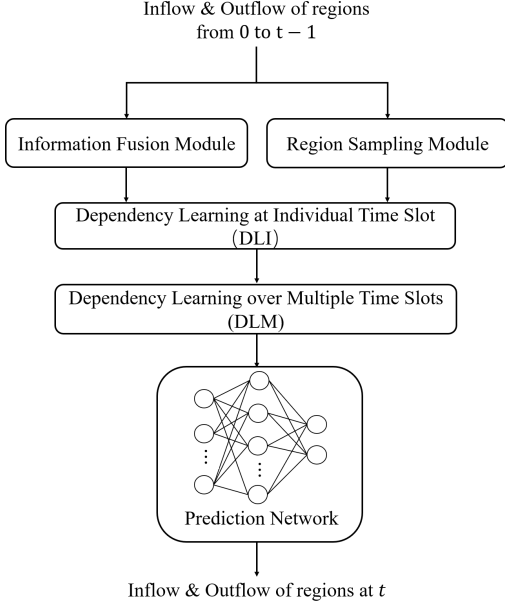 Inflow & Outflow of regions
from 0 to t − 1
Information Fusion Module
Region Sampling Module
Dependency Learning at Individual Time Slot
(DLI)
Dependency Learning over Multiple Time Slots
(DLM)
Prediction Network
Inflow & Outflow of regions at t